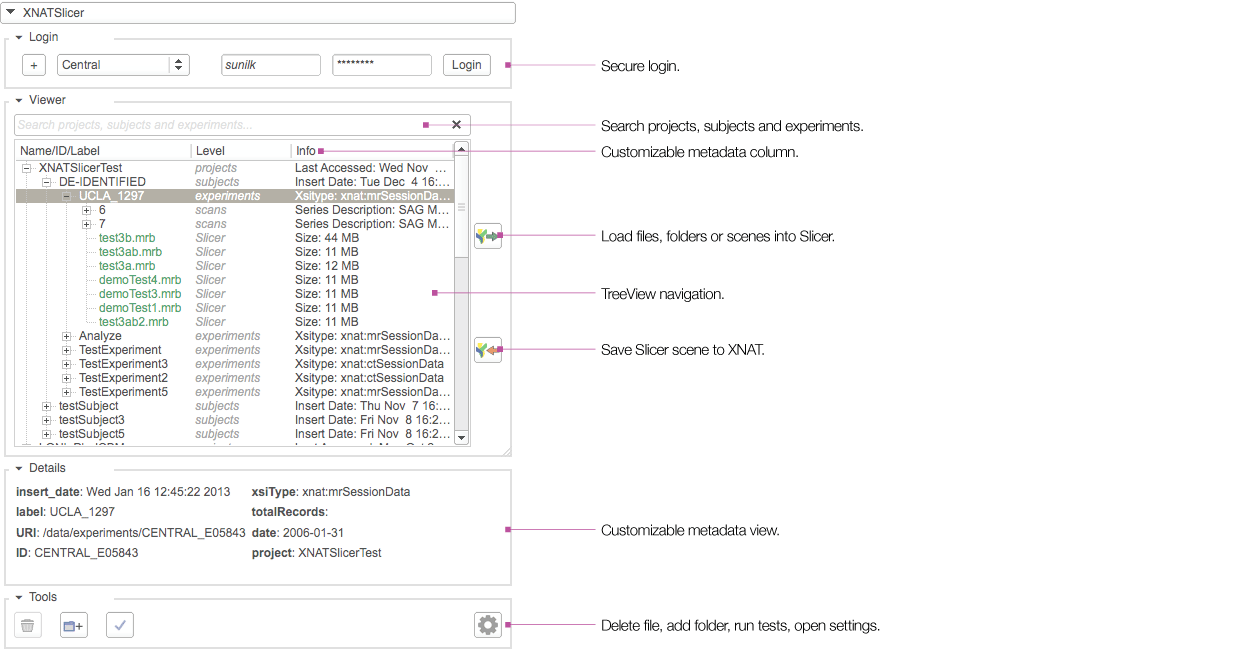 XNATSlicer
Login
+ Central sunilk ******** Login
Secure login.
Viewer
Search projects, subjects and experiments...
Search projects, subjects and experiments.
Name/ID/Label Level Info
Customizable metadata column.
XNATSlicerTest projects Last Accessed: Wed Nov ...
DE-IDENTIFIED subjects Insert Date: Tue Dec 4 16:...
UCLA_1297 experiments Xsitype: xnat:mrSessionDa...
6 scans Series Description: SAG M...
7 scans Series Description: SAG M...
test3b.mrb Slicer Size: 44 MB
Load files, folders or scenes into Slicer.
test3ab.mrb Slicer Size: 11 MB
test3a.mrb Slicer Size: 12 MB
demoTest4.mrb Slicer Size: 11 MB
demoTest3.mrb Slicer Size: 11 MB
TreeView navigation.
demoTest1.mrb Slicer Size: 11 MB
test3ab2.mrb Slicer Size: 11 MB
Analyze experiments Xsitype: xnat:mrSessionDa...
TestExperiment experiments Xsitype: xnat:mrSessionDa...
Save Slicer scene to XNAT.
TestExperiment3 experiments Xsitype: xnat:ctSessionData
TestExperiment2 experiments Xsitype: xnat:ctSessionData
TestExperiment5 experiments Xsitype: xnat:mrSessionDa...
testSubject subjects Insert Date: Thu Nov 7 16:...
testSubject3 subjects Insert Date: Fri Nov 8 16:2...
testSubject5 subjects Insert Date: Fri Nov 8 16:2...
Details
insert_date: Wed Jan 16 12:45:22 2013 xsiType: xnat:mrSessionData
label: UCLA_1297 totalRecords:
URI: /data/experiments/CENTRAL_E05843 date: 2006-01-31
Customizable metadata view.
ID: CENTRAL_E05843 project: XNATSlicerTest
Tools
Delete file, add folder, run tests, open settings.